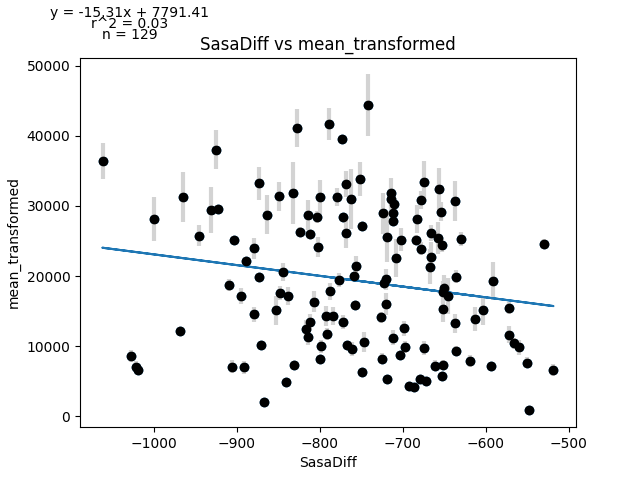 y = -15.31x + 7791.41
r^2 = 0.03
n = 129
SasaDiff vs mean_transformed
50000
40000
30000
20000
10000
0
mean_transformed
−1000
−900
−800
−700
−600
−500
SasaDiff